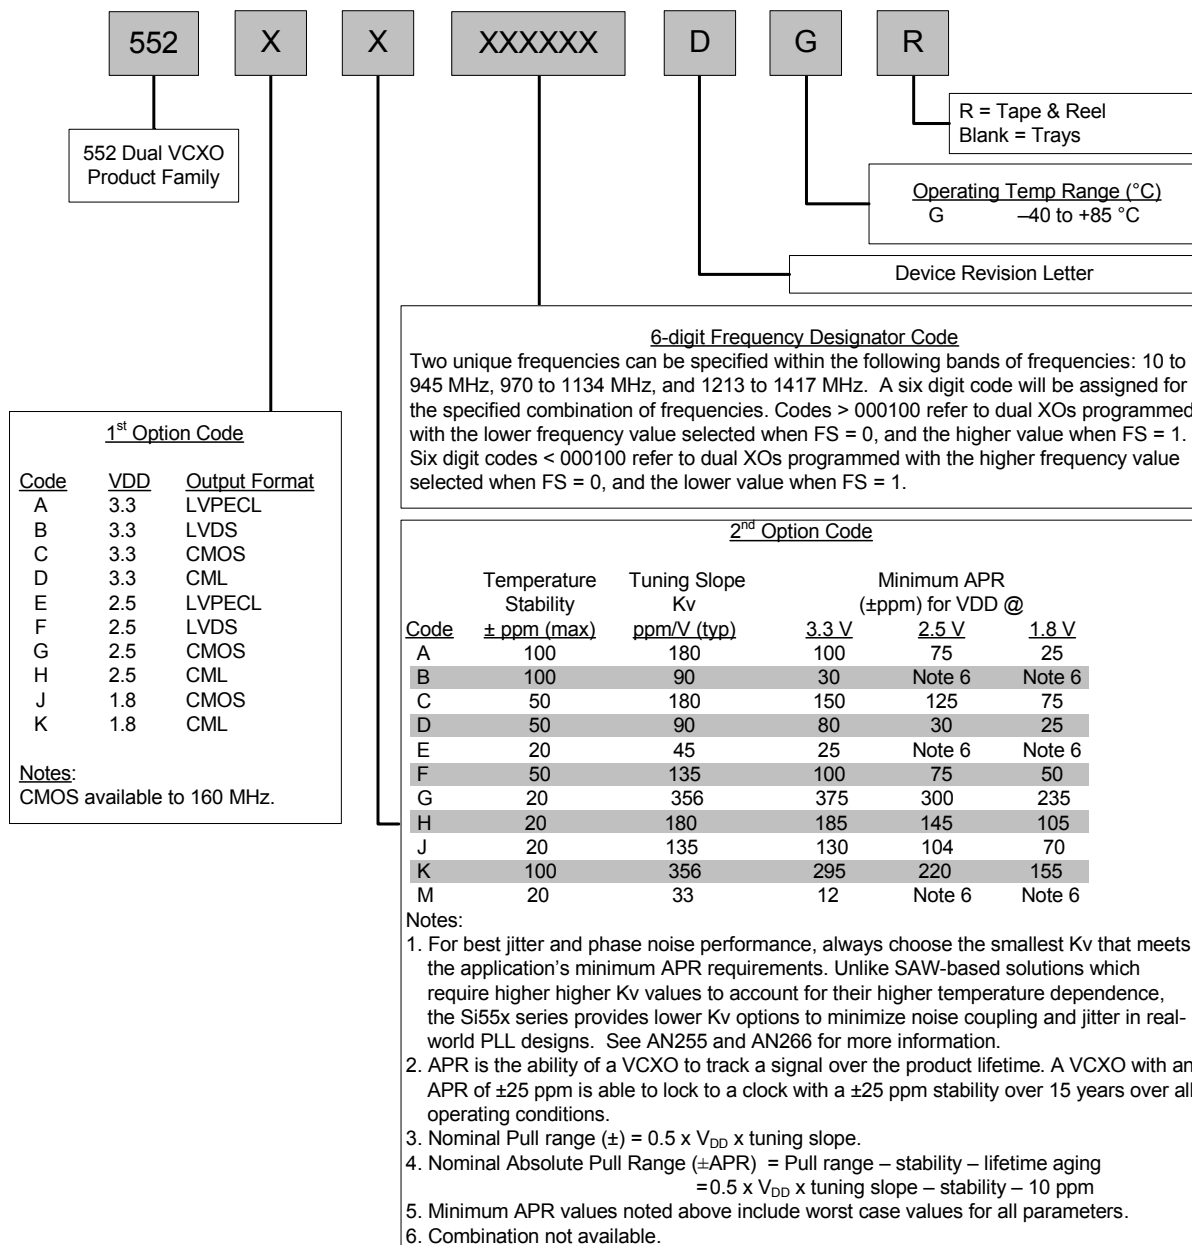 552 X X XXXXXX D G R
R = Tape & Reel
Blank = Trays
552 Dual VCXO
Product Family
Operating Temp Range (°C)
G –40 to +85 °C
Device Revision Letter
6-digit Frequency Designator Code
Two unique frequencies can be specified within the following bands of frequencies: 10 to
945 MHz, 970 to 1134 MHz, and 1213 to 1417 MHz. A six digit code will be assigned for
the specified combination of frequencies. Codes > 000100 refer to dual XOs programmed
with the lower frequency value selected when FS = 0, and the higher value when FS = 1.
Six digit codes < 000100 refer to dual XOs programmed with the higher frequency value
selected when FS = 0, and the lower value when FS = 1.
1st Option Code
Code VDD Output Format
A 3.3 LVPECL
B 3.3 LVDS
C 3.3 CMOS
D 3.3 CML
E 2.5 LVPECL
F 2.5 LVDS
G 2.5 CMOS
H 2.5 CML
J 1.8 CMOS
K 1.8 CML
Notes:
CMOS available to 160 MHz.
2nd Option Code
Temperature Tuning Slope Minimum APR
Stability Kv (±ppm) for VDD @
Code ± ppm (max) ppm/V (typ) 3.3 V 2.5 V 1.8 V
A 100 180 100 75 25
B 100 90 30 Note 6 Note 6
C 50 180 150 125 75
D 50 90 80 30 25
E 20 45 25 Note 6 Note 6
F 50 135 100 75 50
G 20 356 375 300 235
H 20 180 185 145 105
J 20 135 130 104 70
K 100 356 295 220 155
M 20 33 12 Note 6 Note 6
Notes:
1. For best jitter and phase noise performance, always choose the smallest Kv that meets
the application’s minimum APR requirements. Unlike SAW-based solutions which
require higher higher Kv values to account for their higher temperature dependence,
the Si55x series provides lower Kv options to minimize noise coupling and jitter in real-
world PLL designs. See AN255 and AN266 for more information.
2. APR is the ability of a VCXO to track a signal over the product lifetime. A VCXO with an
APR of ±25 ppm is able to lock to a clock with a ±25 ppm stability over 15 years over all
operating conditions.
3. Nominal Pull range (±) = 0.5 x VDD x tuning slope.
4. Nominal Absolute Pull Range (±APR) = Pull range – stability – lifetime aging
= 0.5 x VDD x tuning slope – stability – 10 ppm
5. Minimum APR values noted above include worst case values for all parameters.
6. Combination not available.